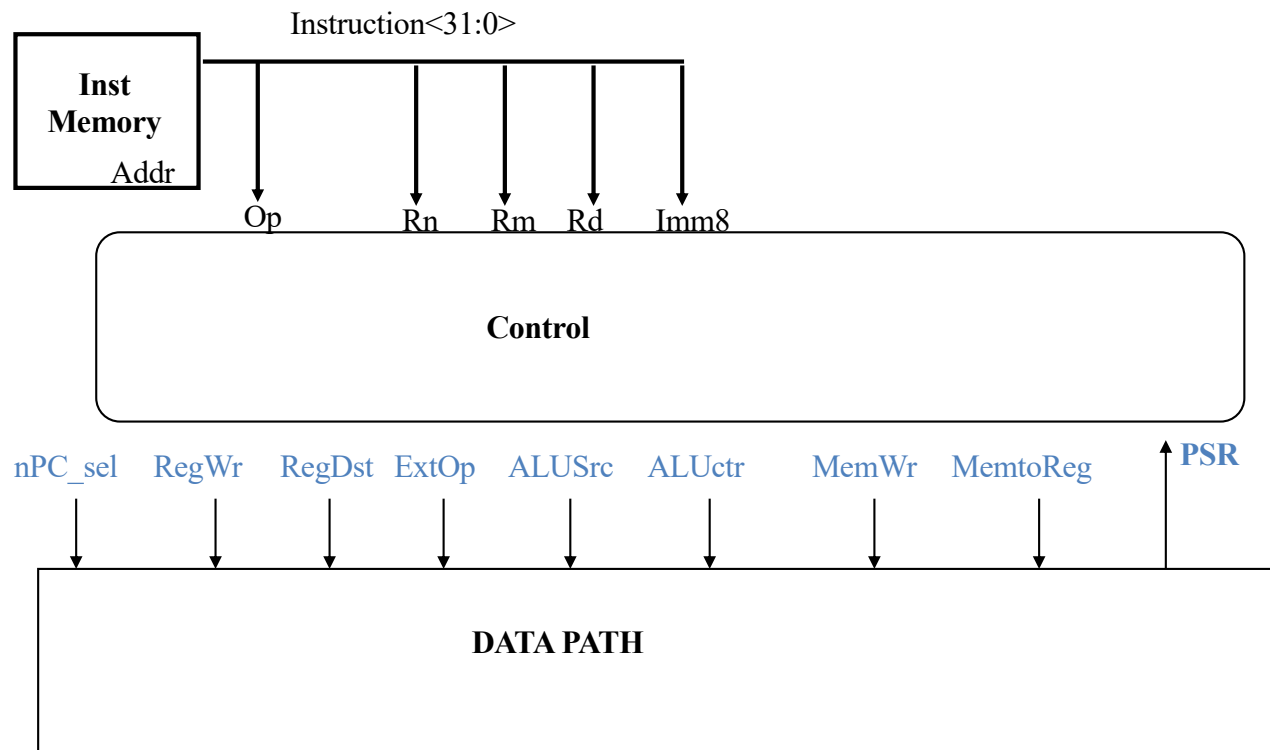 Instruction<31:0>
Inst
Memory
Addr
Op Rn Rm Rd Imm8
Control
nPC_sel RegWr RegDst ExtOp ALUSrc ALUctr MemWr MemtoReg PSR
DATA PATH